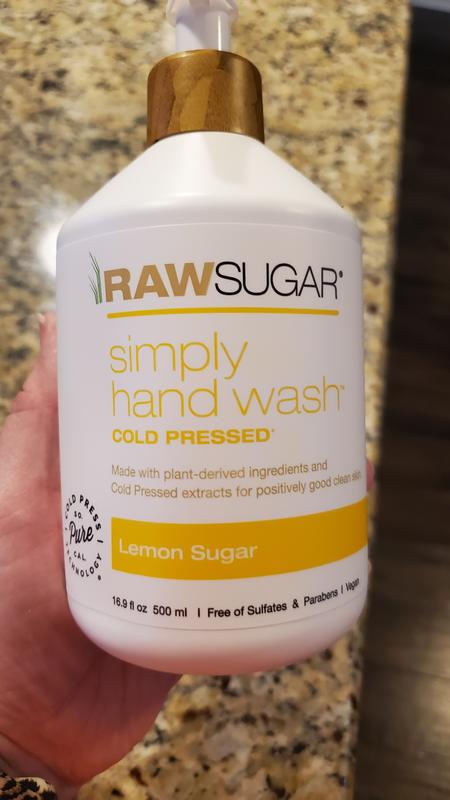 RAWSUGAR®
simply
hand wash™
COLD PRESSED®
Made with plant-derived ingredients and
Cold Pressed extracts for positively good clean skin.
COLD PRESS
SO.
Pure
CAL
TECHNOLOGY
Lemon Sugar
16.9 fl oz 500 ml | Free of Sulfates & Parabens | Vegan